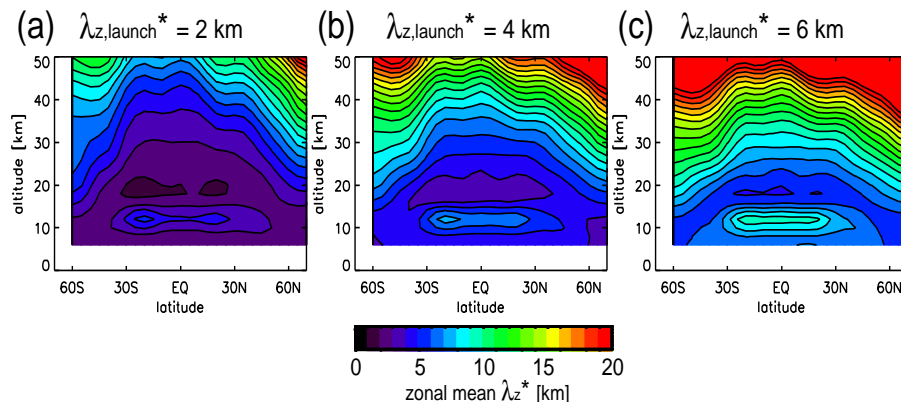 (a) λz,launch* = 2 km
(b) λz,launch* = 4 km
(c) λz,launch* = 6 km
50
40
30
20
10
0
altitude [km]
60S 30S EQ 30N 60N
latitude
50
40
30
20
10
0
altitude [km]
60S 30S EQ 30N 60N
latitude
50
40
30
20
10
0
altitude [km]
60S 30S EQ 30N 60N
latitude
0 5 10 15 20
zonal mean λz* [km]